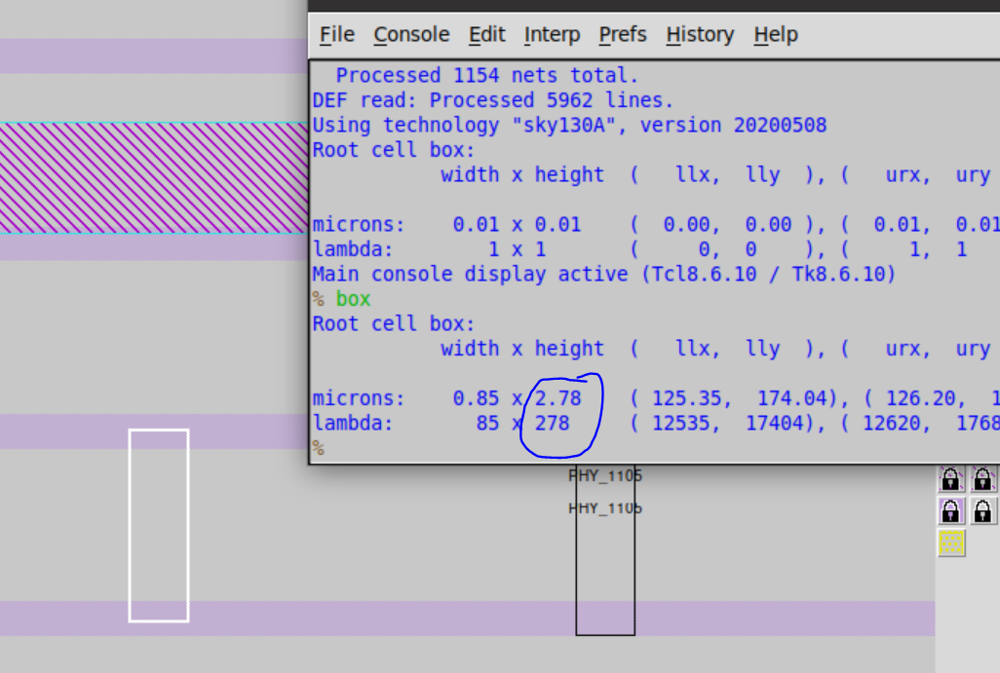 File Console Edit Interp Prefs History Help
Processed 1154 nets total.
DEF read: Processed 5962 lines.
Using technology "sky130A", version 20200508
Root cell box:
width x height ( llx, lly ), ( urx, ury
microns: 0.01 x 0.01 ( 0.00, 0.00 ), ( 0.01, 0.01
lambda: 1 x 1 ( 0, 0 ), ( 1, 1
Main console display active (Tcl8.6.10 / Tk8.6.10)
% box
Root cell box:
width x height ( llx, lly ), ( urx, ury
microns: 0.85 x 2.78 ( 125.35, 174.04), ( 126.20, 1
lambda: 85 x 278 ( 12535, 17404), ( 12620, 1768
%
PHY_1105
PHY_1106